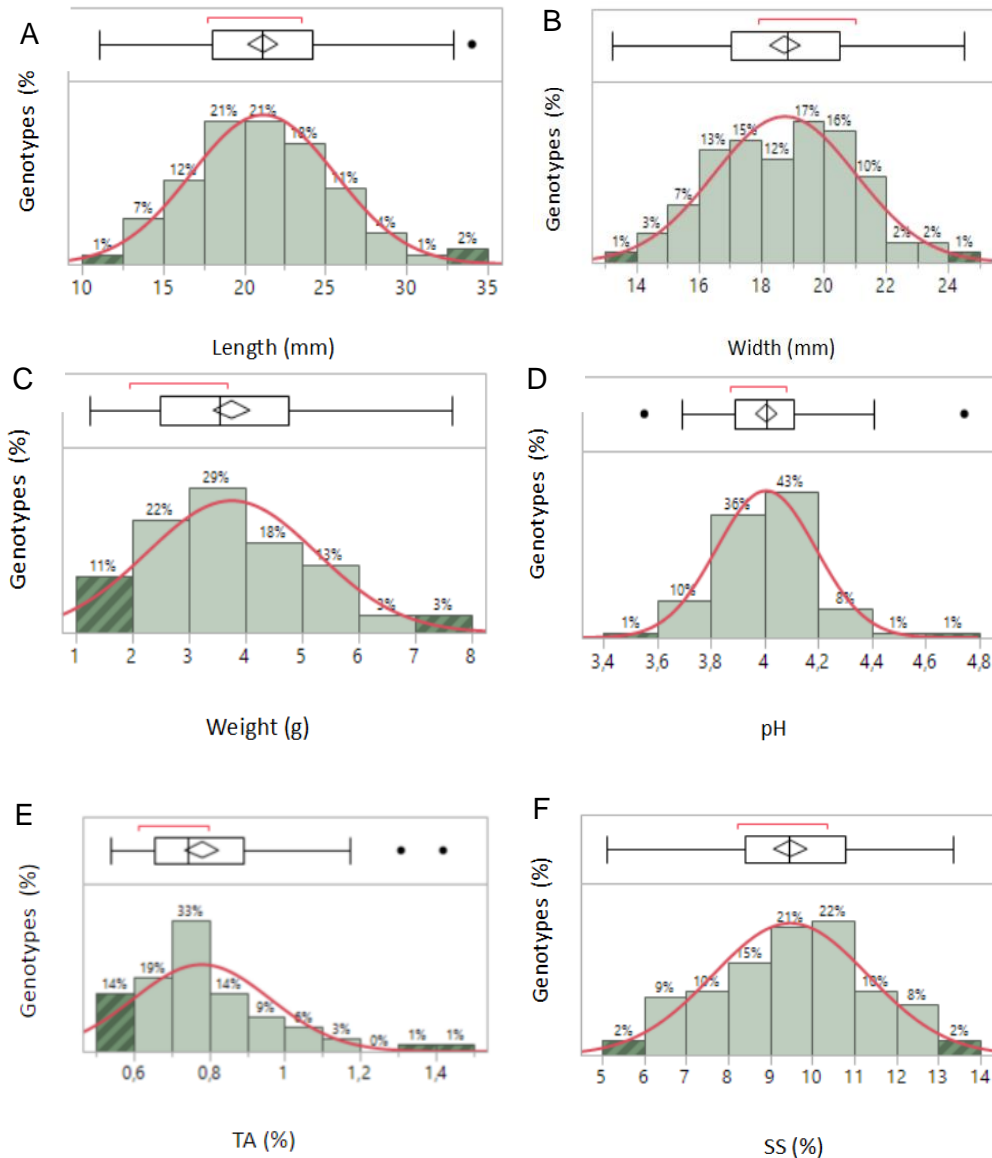 A
Genotypes (%
1%
7%
12%
21%
21%
18%
11%
4%
1%
2%
10 15 20 25 30 35
Length (mm)
B
Genotypes (%)
1%
3%
7%
13%
15%
12%
17%
16%
10%
2%
2%
1%
14 16 18 20 22 24
Width (mm)
C
Genotypes (%)
11%
22%
29%
18%
13%
3%
3%
1 2 3 4 5 6 7 8
Weight (g)
D
Genotypes (%)
1%
10%
36%
43%
8%
1%
1%
3,4 3,6 3,8 4 4,2 4,4 4,6 4,8
pH
E
Genotypes (%)
14%
19%
33%
14%
9%
6%
3%
0%
1%
1%
0,6 0,8 1 1,2 1,4
TA (%)
F
Genotypes (%)
2%
9%
10%
15%
21%
22%
10%
8%
2%
5 6 7 8 9 10 11 12 13 14
SS (%)